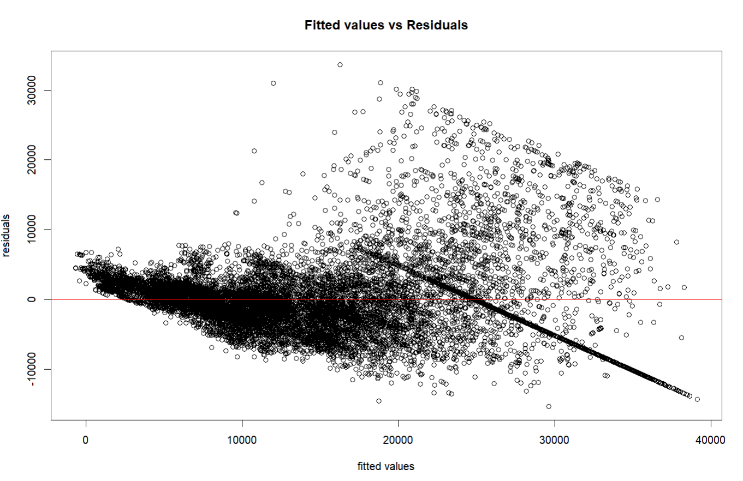 Fitted values vs Residuals
30000
20000
10000
0
-10000
residuals
0 10000 20000 30000 40000
fitted values